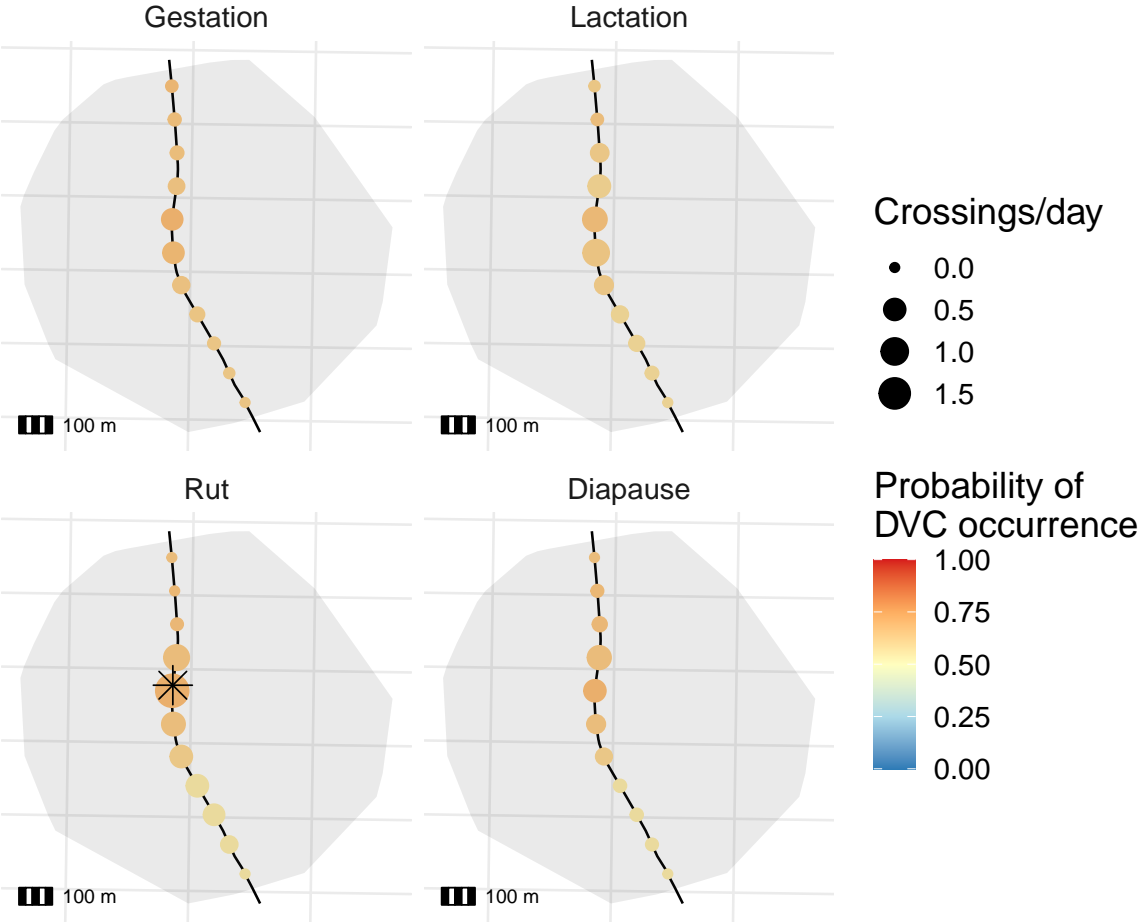 Gestation
Lactation
100 m
100 m
Rut
Diapause
100 m
100 m
Crossings/day
0.0
0.5
1.0
1.5
Probability of
DVC occurrence
1.00
0.75
0.50
0.25
0.00